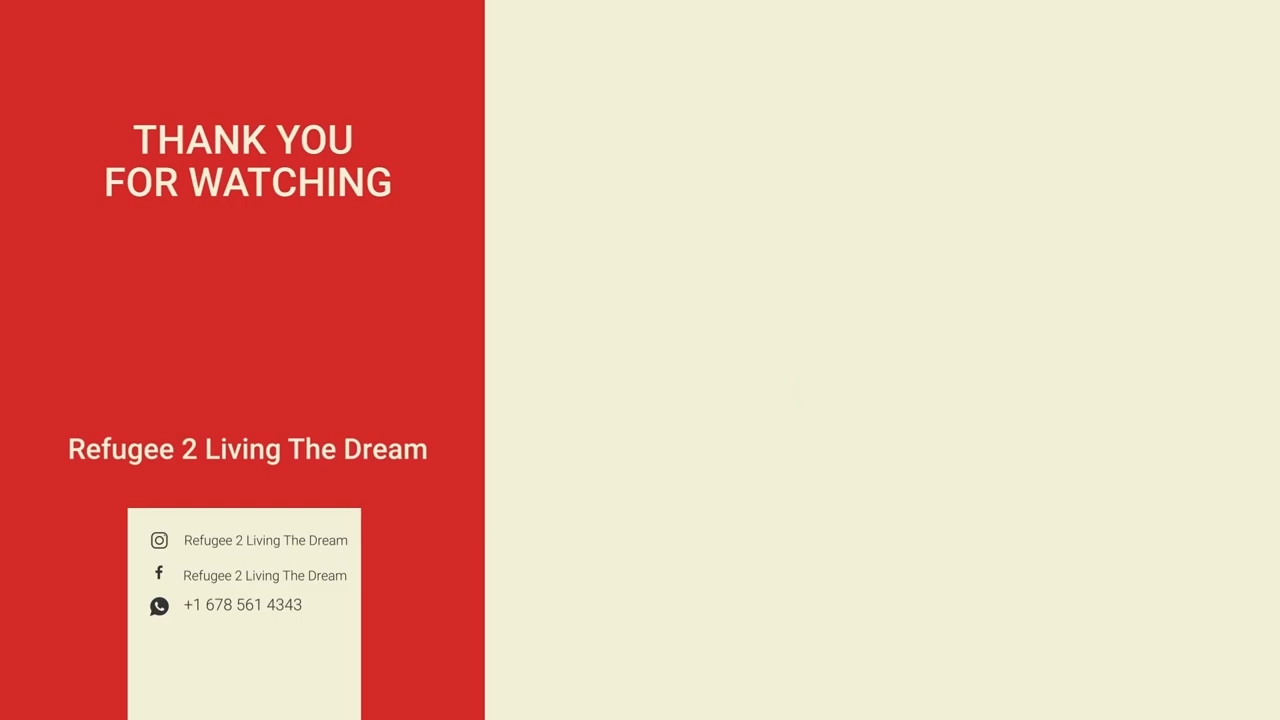 THANK YOU
FOR WATCHING
Refugee 2 Living The Dream
Refugee 2 Living The Dream
Refugee 2 Living The Dream
+1 678 561 4343